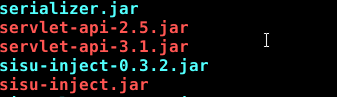 serializer.jar
servlet-api-2.5.jar
servlet-api-3.1.jar
sisu-inject-0.3.2.jar
sisu-inject.jar